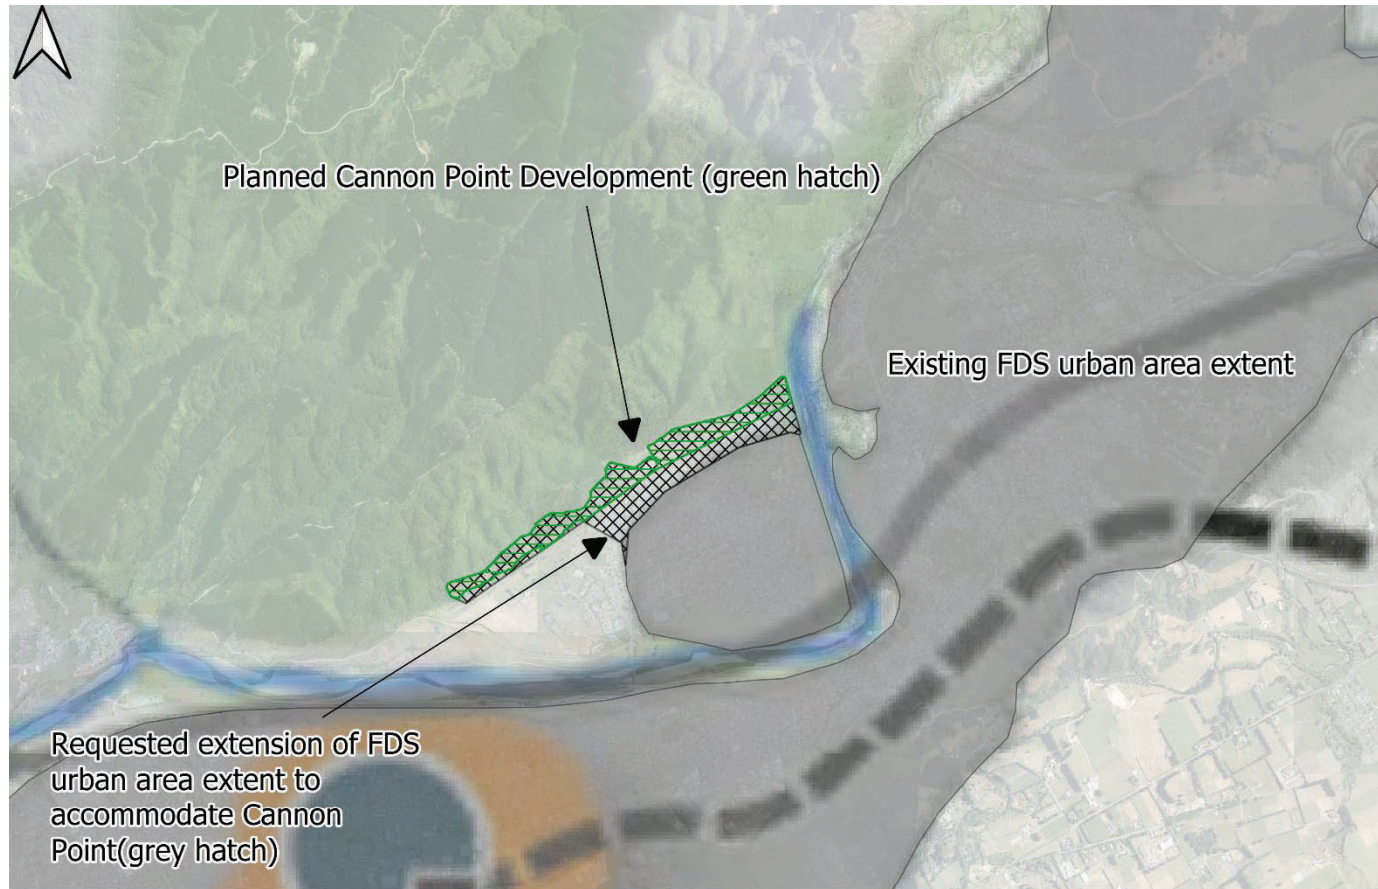 Planned Cannon Point Development (green hatch)
Existing FDS urban area extent
Requested extension of FDS
urban area extent to
accommodate Cannon
Point(grey hatch)